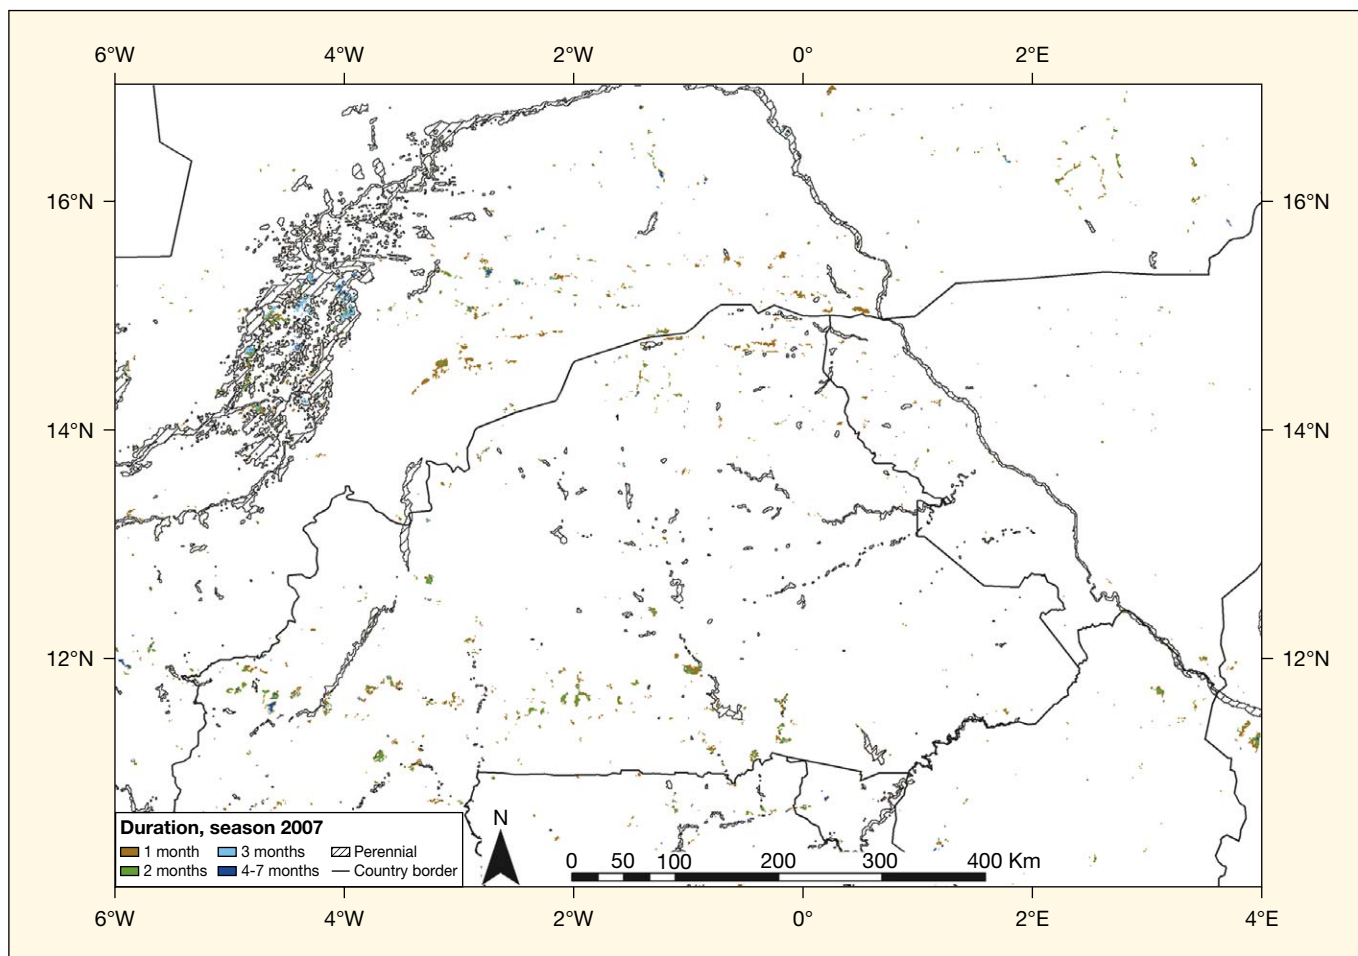 6°W 4°W 2°W 0° 2°E
16°N 16°N
14°N 14°N
12°N 12°N
Duration, season 2007
1 month 3 months Perennial
2 months 4-7 months Country border
N
0 50 100 200 300 400 Km
6°W 4°W 2°W 0° 2°E 4°E